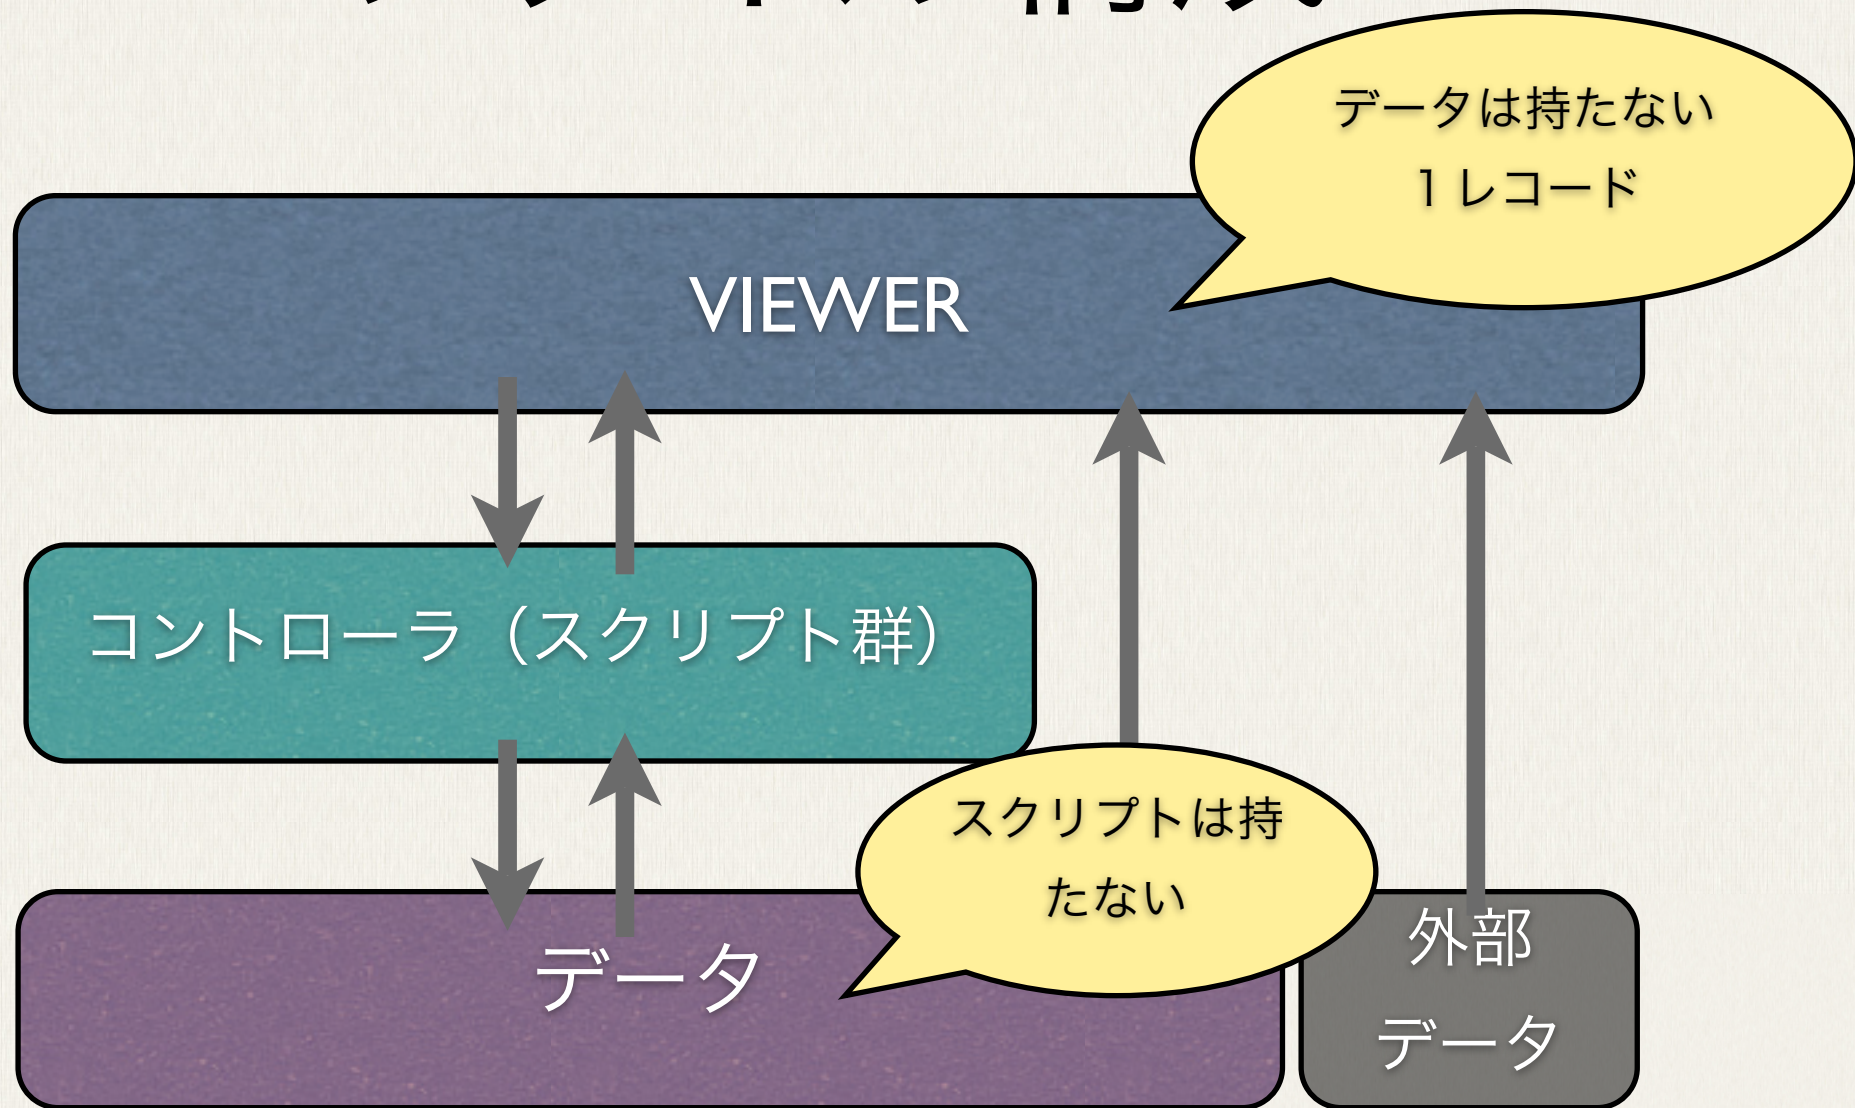 データは持たない
1レコード
VIEWER
コントローラ（スクリプト群）
スクリプトは持
たない
データ
外部
データ